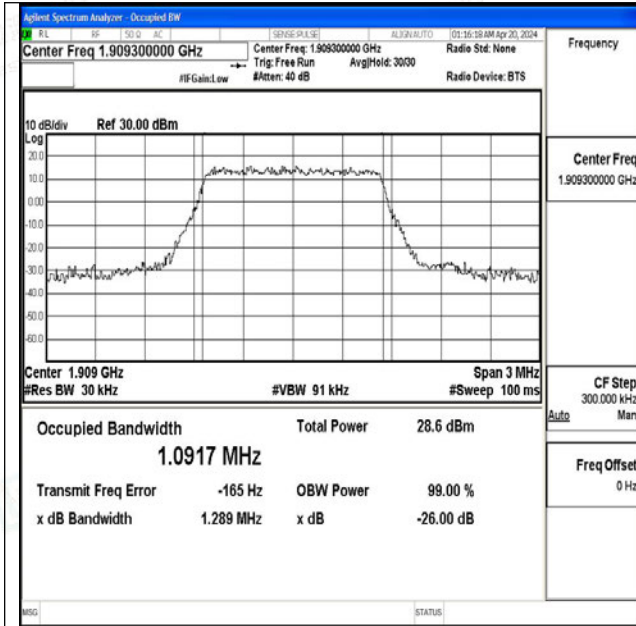 Agilent Spectrum Analyzer - Occupied BW
RL RF 50 Ω AC SENSE:PULSE ALIGNAUTO 01:16:18 AM Apr 20, 2024
Center Freq 1.909300000 GHz
Center Freq: 1.909300000 GHz
Radio Std: None
Trig: Free Run Avg|Hold: 30/30
#IFGain:Low #Atten: 40 dB Radio Device: BTS
10 dB/div Ref 30.00 dBm
Log
20.0
10.0
0.00
-10.0
-20.0
-30.0
-40.0
-50.0
-60.0
Center 1.909 GHz Span 3 MHz
#Res BW 30 kHz #VBW 91 kHz #Sweep 100 ms
Occupied Bandwidth Total Power 28.6 dBm
1.0917 MHz
Transmit Freq Error -165 Hz OBW Power 99.00 %
x dB Bandwidth 1.289 MHz x dB -26.00 dB
MSG STATUS
Frequency
Center Freq
1.909300000 GHz
CF Step
300.000 kHz
Auto Man
Freq Offset
0 Hz